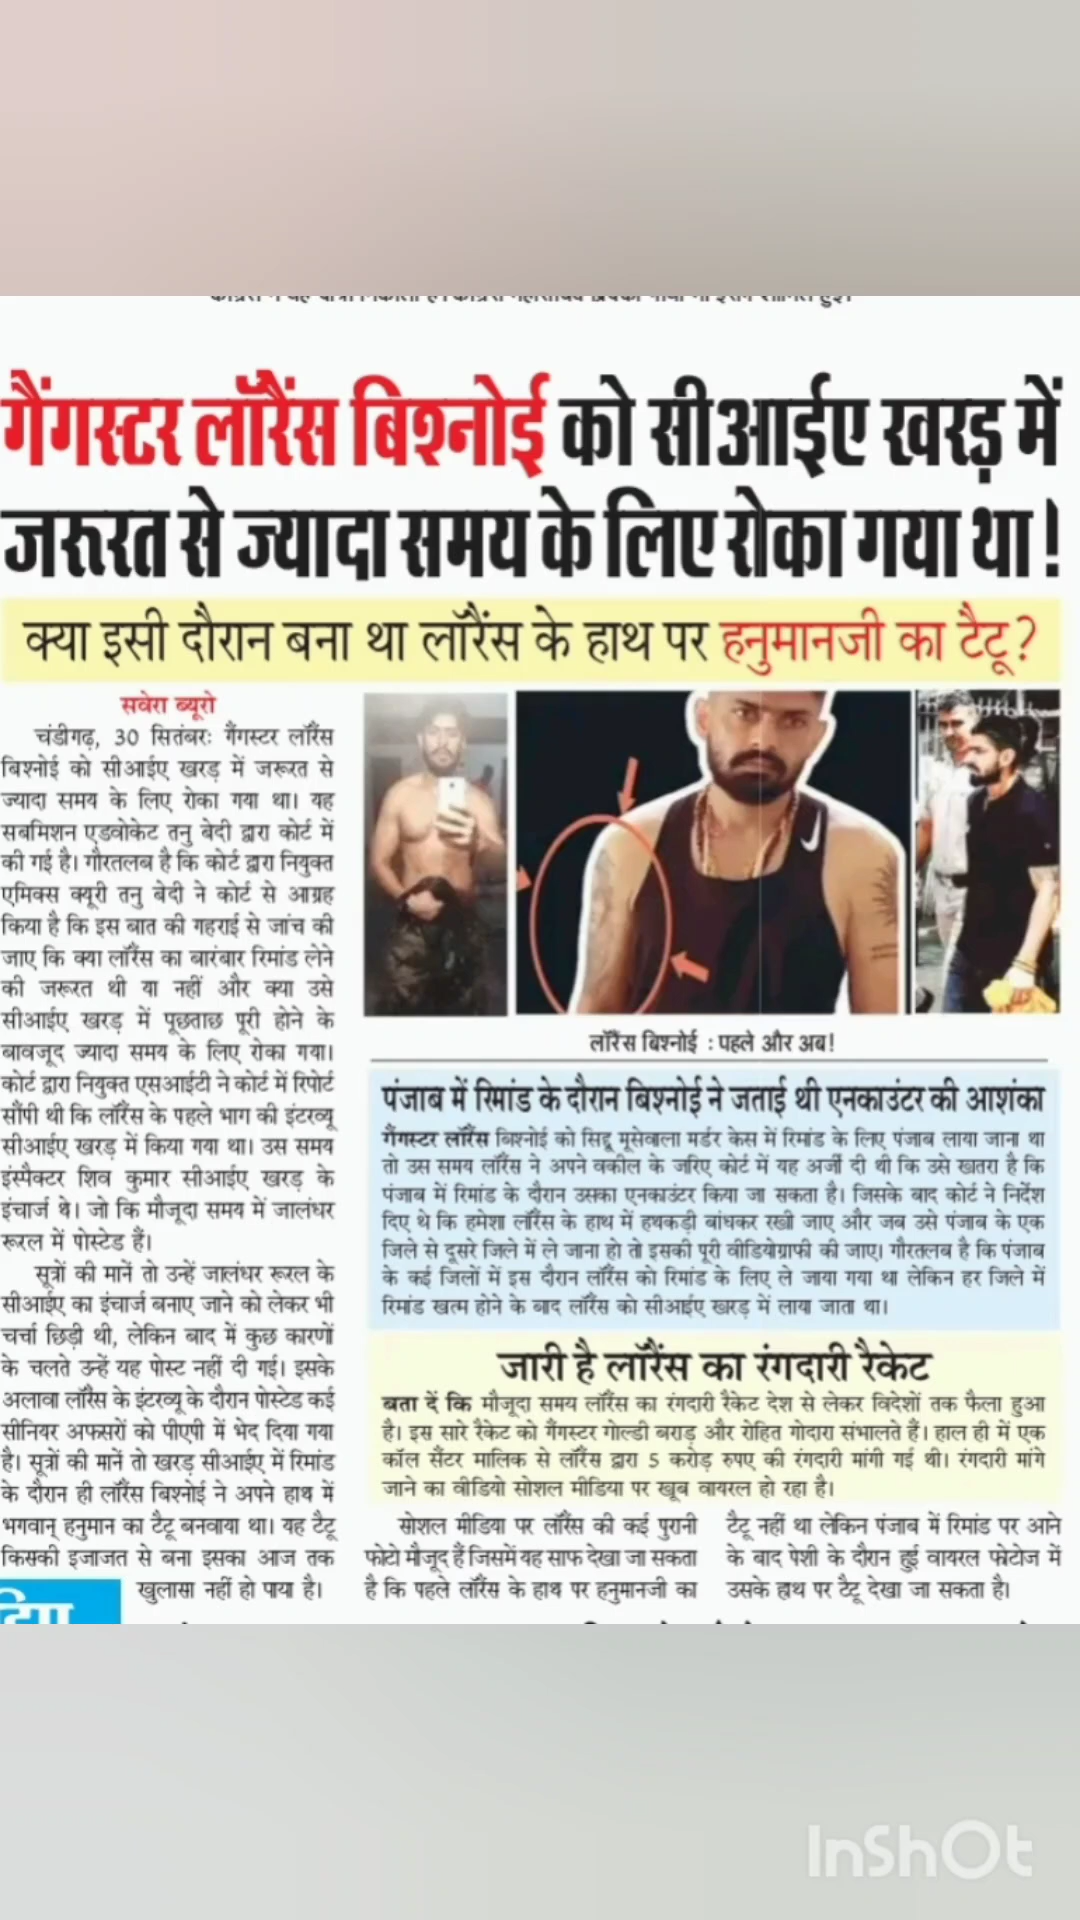 गैंगस्टर लॉरैंस बिश्नोई को सीआईए खरड़ में
जरूरत से ज्यादा समय के लिए रोका गया था!
क्या इसी दौरान बना था लॉरैंस के हाथ पर हनुमानजी का टैटू?
सवेरा ब्यूरो
चंडीगढ़, 30 सितंबरः गैंगस्टर लॉरैंस
बिश्नोई को सीआईए खरड़ में जरूरत से
ज्यादा समय के लिए रोका गया था। यह
सबमिशन एडवोकेट तनु बेदी द्वारा कोर्ट में
की गई है। गौरतलब है कि कोर्ट द्वारा नियुक्त
एमिक्स क्यूरी तनु बेदी ने कोर्ट से आग्रह
किया है कि इस बात की गहराई से जांच की
जाए कि क्या लॉरैंस का बारंबार रिमांड लेने
की जरूरत थी या नहीं और क्या उसे
सीआईए खरड़ में पूछताछ पूरी होने के
बावजूद ज्यादा समय के लिए रोका गया।
कोर्ट द्वारा नियुक्त एसआईटी ने कोर्ट में रिपोर्ट
सौंपी थी कि लॉरैंस के पहले भाग की इंटरव्यू
सीआईए खरड़ में किया गया था। उस समय
इंस्पैक्टर शिव कुमार सीआईए खरड़ के
इंचार्ज थे। जो कि मौजूदा समय में जालंधर
रूरल में पोस्टेड हैं।
सूत्रों की मानें तो उन्हें जालंधर रूरल के
सीआईए का इंचार्ज बनाए जाने को लेकर भी
चर्चा छिड़ी थी, लेकिन बाद में कुछ कारणों
के चलते उन्हें यह पोस्ट नहीं दी गई। इसके
अलावा लॉरैंस के इंटरव्यू के दौरान पोस्टेड कई
सीनियर अफसरों को पीएपी में भेद दिया गया
है। सूत्रों की मानें तो खरड़ सीआईए में रिमांड
के दौरान ही लॉरैंस बिश्नोई ने अपने हाथ में
भगवान् हनुमान का टैटू बनवाया था। यह टैटू
किसकी इजाजत से बना इसका आज तक
खुलासा नहीं हो पाया है।
लॉरैंस बिश्नोई : पहले और अब!
पंजाब में रिमांड के दौरान बिश्नोई ने जताई थी एनकाउंटर की आशंका
गैंगस्टर लॉरैंस बिश्नोई को सिद्धू मूसेवाला मर्डर केस में रिमांड के लिए पंजाब लाया जाना था
तो उस समय लॉरैंस ने अपने वकील के जरिए कोर्ट में यह अर्जी दी थी कि उसे खतरा है कि
पंजाब में रिमांड के दौरान उसका एनकाउंटर किया जा सकता है। जिसके बाद कोर्ट ने निर्देश
दिए थे कि हमेशा लॉरैंस के हाथ में हथकड़ी बांधकर रखी जाए और जब उसे पंजाब के एक
जिले से दूसरे जिले में ले जाना हो तो इसकी पूरी वीडियोग्राफी की जाए। गौरतलब है कि पंजाब
के कई जिलों में इस दौरान लॉरैंस को रिमांड के लिए ले जाया गया था लेकिन हर जिले में
रिमांड खत्म होने के बाद लॉरैंस को सीआईए खरड़ में लाया जाता था।
जारी है लॉरैंस का रंगदारी रैकेट
बता दें कि मौजूदा समय लॉरैंस का रंगदारी रैकेट देश से लेकर विदेशों तक फैला हुआ
है। इस सारे रैकेट को गैंगस्टर गोल्डी बराड़ और रोहित गोदारा संभालते हैं। हाल ही में एक
कॉल सैंटर मालिक से लॉरैंस द्वारा 5 करोड़ रुपए की रंगदारी मांगी गई थी। रंगदारी मांगे
जाने का वीडियो सोशल मीडिया पर खूब वायरल हो रहा है।
सोशल मीडिया पर लॉरैंस की कई पुरानी
फोटो मौजूद हैं जिसमें यह साफ देखा जा सकता
है कि पहले लॉरैंस के हाथ पर हनुमानजी का
टैटू नहीं था लेकिन पंजाब में रिमांड पर आने
के बाद पेशी के दौरान हुई वायरल फोटोज में
उसके हाथ पर टैटू देखा जा सकता है।
InShOt